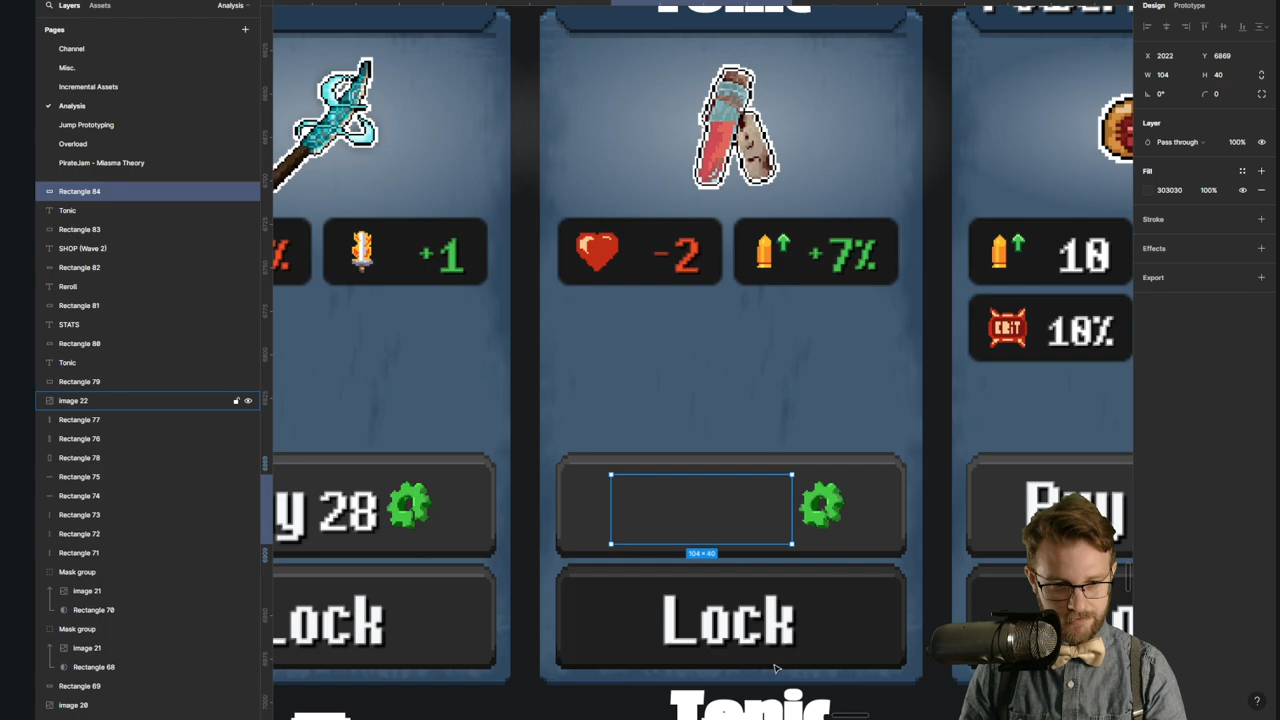 Layers
Assets
Analysis
Design
Prototype
Pages
Channel
Misc.
Incremental Assets
Analysis
Jump Prototyping
Overload
PirateJam - Miasma Theory
Rectangle 84
Tonic
Rectangle 83
SHOP (Wave 2)
Rectangle 82
Reroll
Rectangle 81
STATS
Rectangle 80
Tonic
Rectangle 79
image 22
Rectangle 77
Rectangle 76
Rectangle 78
Rectangle 75
Rectangle 74
Rectangle 73
Rectangle 72
Rectangle 71
Mask group
image 21
Rectangle 70
Mask group
image 21
Rectangle 68
Rectangle 69
image 20
Tonic
%
+1
-2
+7%
10
CRIT
10%
y 28
104 × 40
Lock
Lock
Tonic
X 2022 Y 6869
W 104 H 40
0° 0
Layer
Pass through 100%
Fill
303030 100%
Stroke
Effects
Export
?